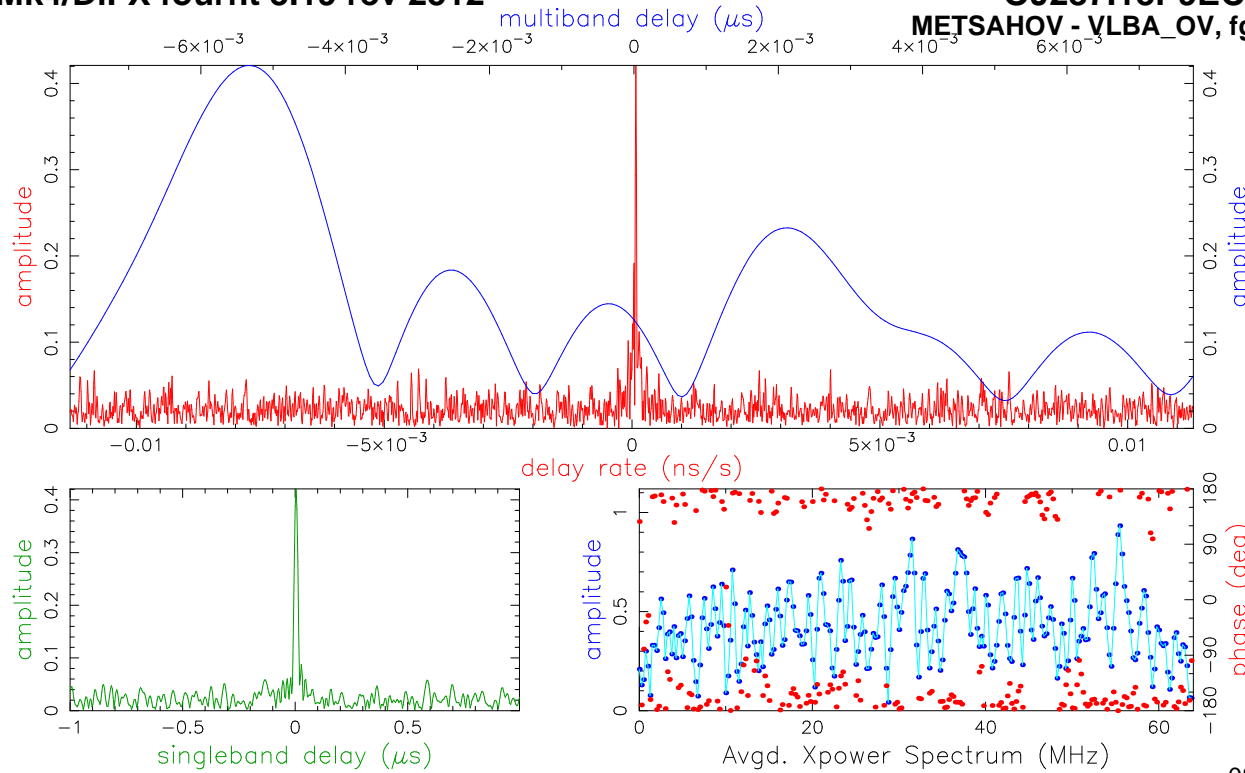 multiband delay (μs)
METSAHOV - VLBA_OV, fg
−6×10⁻³ −4×10⁻³ −2×10⁻³ 0 2×10⁻³ 4×10⁻³ 6×10⁻³
amplitude
0 0.1 0.2 0.3 0.4
amplitude
0 0.1 0.2 0.3 0.4
−0.01 −5×10⁻³ 0 5×10⁻³ 0.01
delay rate (ns/s)
amplitude
0 0.1 0.2 0.3 0.4
−1 −0.5 0 0.5
singleband delay (μs)
amplitude
0 0.5 1
phase (deg)
−180 −90 0 90 180
0 20 40 60
Avgd. Xpower Spectrum (MHz)